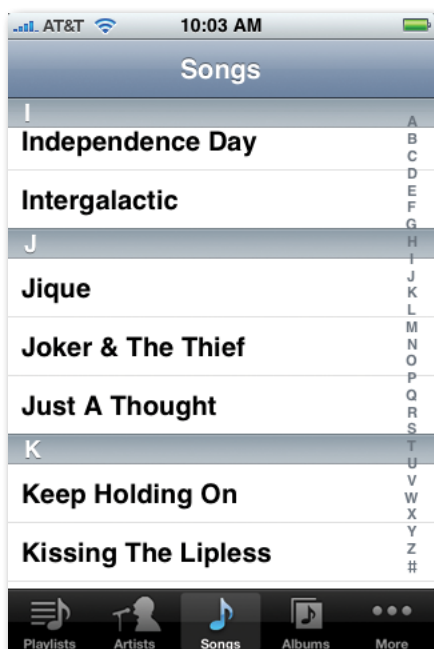 AT&T 10:03 AM
Songs
I
Independence Day
Intergalactic
J
Jique
Joker & The Thief
Just A Thought
K
Keep Holding On
Kissing The Lipless
A
B
C
D
E
F
G
H
I
J
K
L
M
N
O
P
Q
R
S
T
U
V
W
X
Y
Z
#
Playlists Artists Songs Albums More